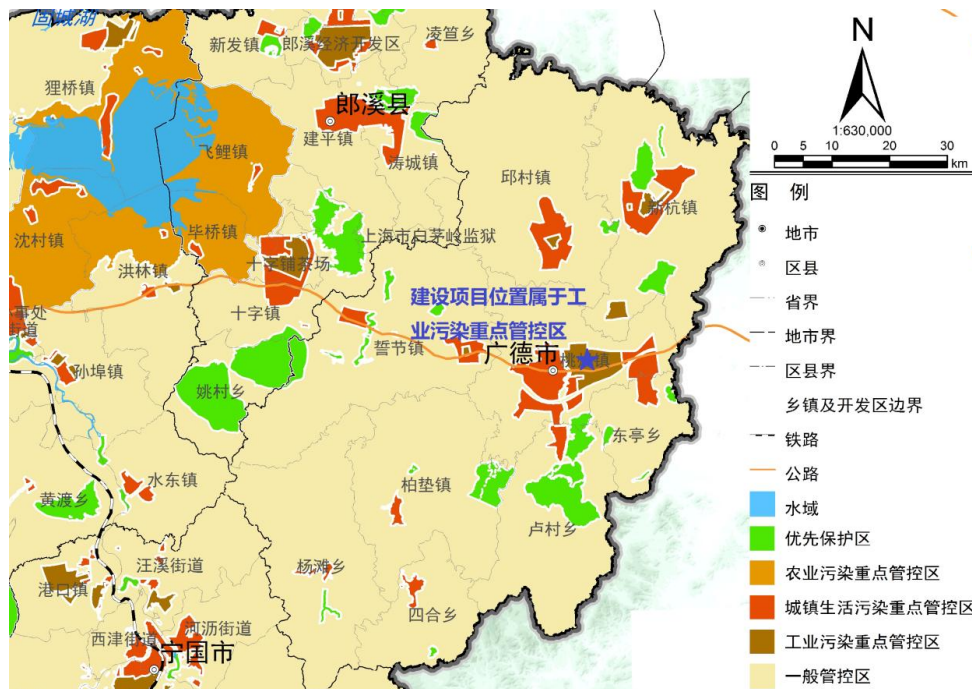 固城湖
新发镇
郎溪经济开发区
凌笪乡
N
1:630,000
0 5 10 20 30
km
狸桥镇
郎溪县
建平镇
飞鲤镇
涛城镇
邱村镇
新杭镇
图 例
地市
区县
省界
地市界
区县界
乡镇及开发区边界
铁路
公路
水域
优先保护区
农业污染重点管控区
城镇生活污染重点管控区
工业污染重点管控区
一般管控区
沈村镇
毕桥镇
上海市白茅岭监狱
洪林镇
十字铺茶场
十字镇
建设项目位置属于工
业污染重点管控区
事处
街道
誓节镇
广德市
桃州镇
孙埠镇
姚村乡
东亭乡
水东镇
黄渡乡
柏垫镇
卢村乡
汪溪街道
杨滩乡
港口镇
四合乡
西津街道
河沥街道
宁国市